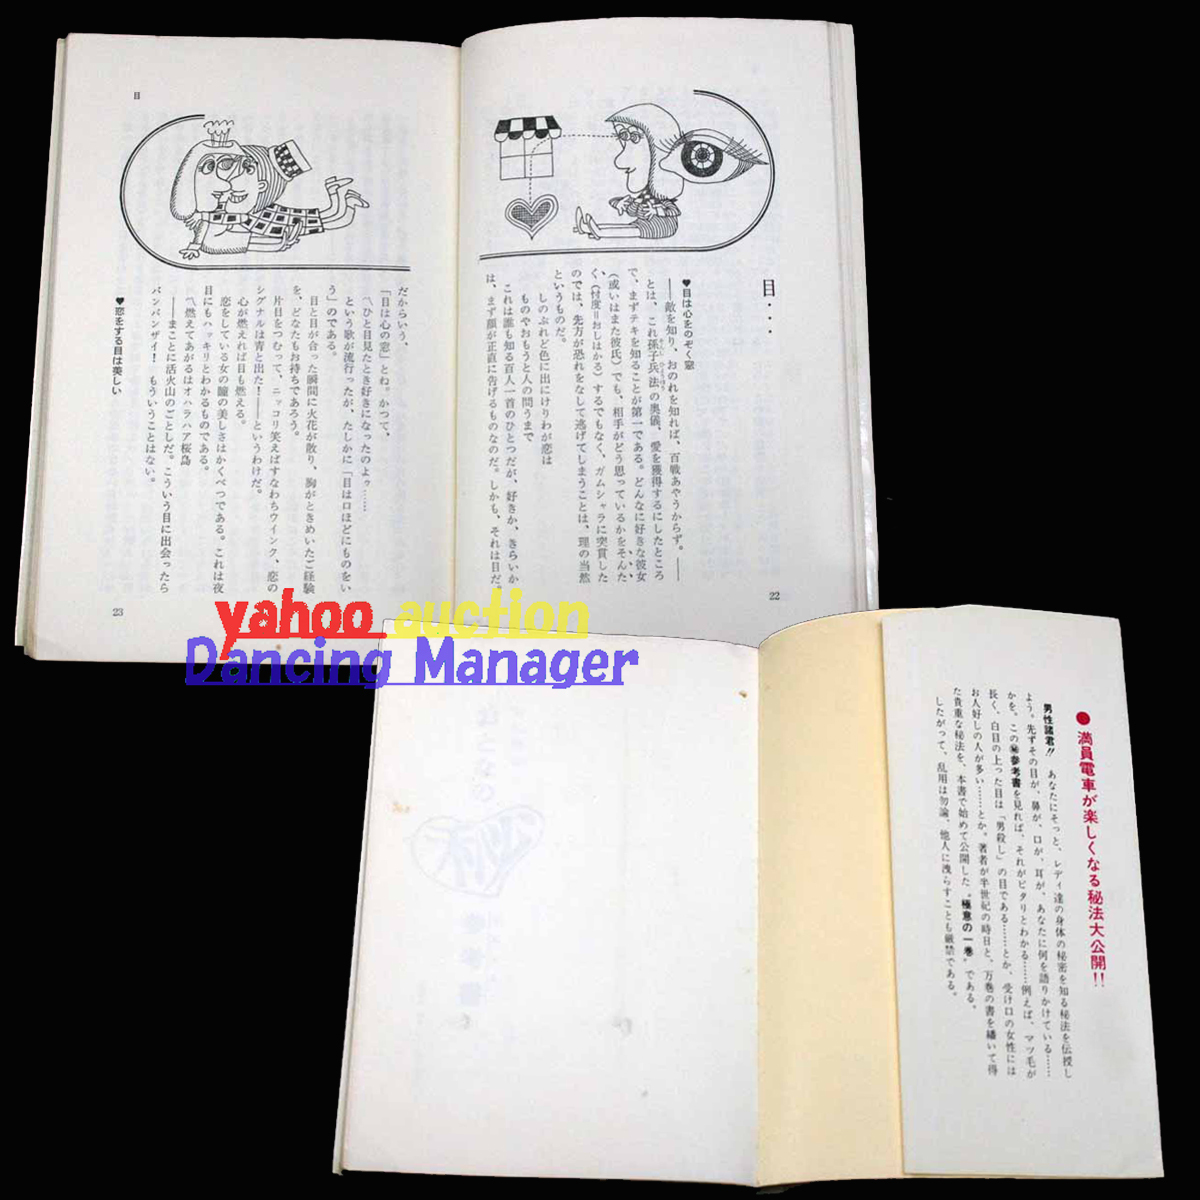 目・・・
♥目は心をのぞく窓
――敵を知り、おのれを知れば、百戦あやうからず。――
とは、これ孫子兵法の奥儀、愛を獲得するにしたところ
で、まずテキを知ることが第一である。どんなに好きな彼女
(或いはまた彼氏)でも、相手がどう思っているかをそんた
く、(忖度＝おしはかる)するでもなく、ガムシャラに突貫した
のでは、先方が恐れをなして逃げてしまうことは、理の当然
というものだ。
しのぶれど色に出にけりわが恋は
ものやおもうと人の問うまで
これは誰も知る百人一首のひとつだが、好きか、きらいか
は、まず顔が正直に告げるものなのだ。しかも、それは目だ。
22
目
だからいう、
「目は心の窓」とね。かつて、
〽ひと目見たとき好きになったのよゥ……
という歌が流行ったが、たしかに「目は口ほどにものをい
う」のである。
目と目が合った瞬間に火花が散り、胸がときめいたご経験
を、どなたもお持ちであろう。
片目をつむって、ニッコリ笑えばすなわちウインク、恋の
シグナルは青と出た！――というわけだ。
心が燃えれば目も燃える。
恋をしている女の瞳の美しさはかくべつである。これは夜
目にもハッキリとわかるものである。
〽燃えてあがるはオハラハア桜島
――まことに活火山のごとしだ。こういう目に出会ったら
バンバンザイ！　もういうことはない。
♥恋をする目は美しい
23
yahoo auction
Dancing Manager
●満員電車が楽しくなる秘法大公開!!
男性諸君!!　あなたにそっと、レディ達の身体の秘密を知る秘法を伝授し
よう。先ずその目が、鼻が、口が、耳が、あなたに何を語りかけている……
かを。この㊙参考書を見れば、それがピタリとわかる……例えば、マツ毛が
長く、白目の上った目は「男殺し」の目である……とか、受け口の女性には
お人好しの人が多い……とか。著者が半世紀の時日と、万巻の書を繙いて得
た貴重な秘法を、本書で始めて公開した〝極意の一巻〟である。
したがって、乱用は勿論、他人に洩らすことも厳禁である。